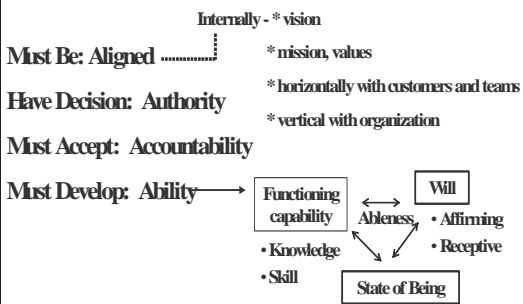 Internally - * vision
Must Be: Aligned
* mission, values
* horizontally with customers and teams
Have Decision: Authority
* vertical with organization
Must Accept: Accountability
Must Develop: Ability
Functioning
capability
Will
Ableness
• Affirming
• Receptive
• Knowledge
• Skill
State of Being